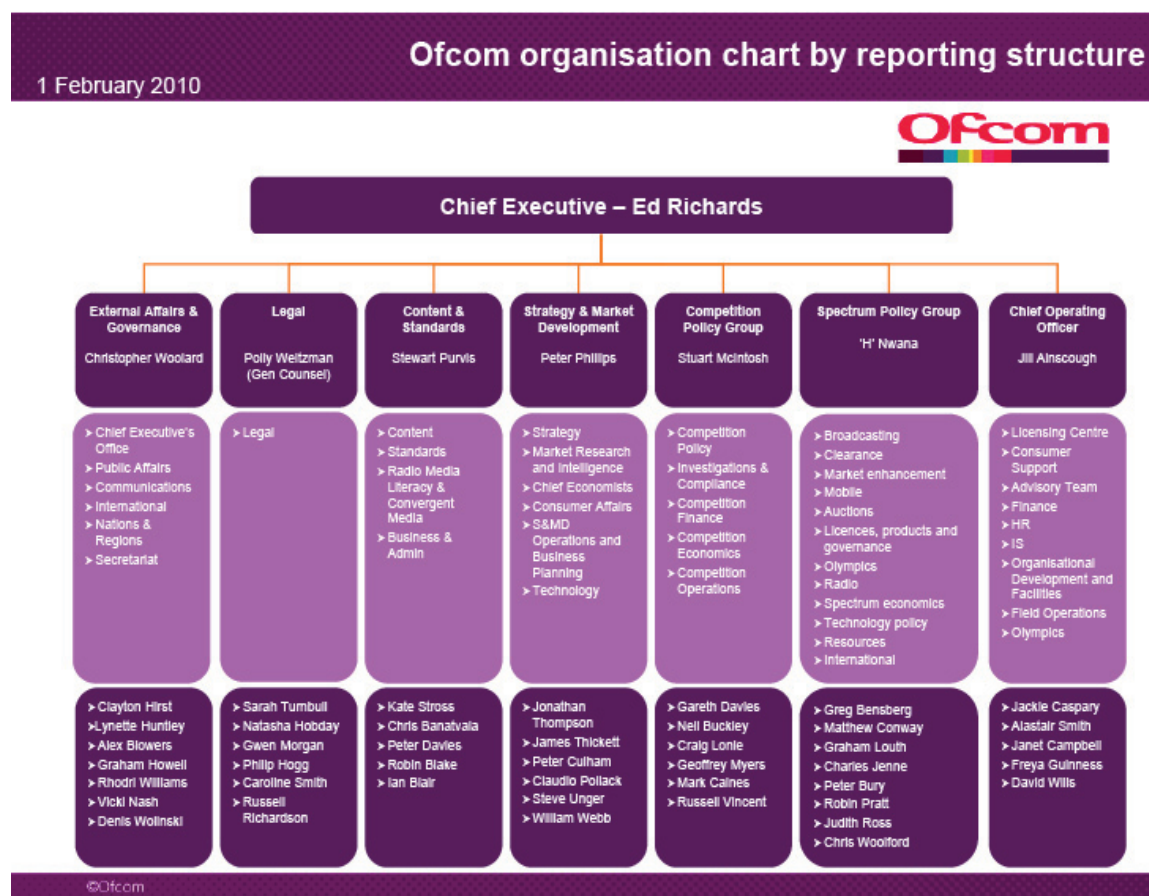 Ofcom organisation chart by reporting structure
1 February 2010
Ofcom
Chief Executive – Ed Richards
External Affairs &
Governance
Christopher Woolard
Legal
Polly Weitzman
(Gen Counsel)
Content &
Standards
Stewart Purvis
Strategy & Market
Development
Peter Phillips
Competition
Policy Group
Stuart McIntosh
Spectrum Policy Group
'H' Nwana
Chief Operating
Officer
Jill Ainscough
➤Chief Executive's
Office
➤Public Affairs
➤Communications
➤International
➤Nations &
Regions
➤Secretariat
➤Legal
➤Content
➤Standards
➤Radio Media
Literacy &
Convergent
Media
➤Business &
Admin
➤Strategy
➤Market Research
and Intelligence
➤Chief Economists
➤Consumer Affairs
➤S&MD
Operations and
Business
Planning
➤Technology
➤Competition
Policy
➤Investigations &
Compliance
➤Competition
Finance
➤Competition
Economics
➤Competition
Operations
➤Broadcasting
➤Clearance
➤Market enhancement
➤Mobile
➤Auctions
➤Licences, products and
governance
➤Olympics
➤Radio
➤Spectrum economics
➤Technology policy
➤Resources
➤International
➤Licensing Centre
➤Consumer
Support
➤Advisory Team
➤Finance
➤HR
➤IS
➤Organisational
Development and
Facilities
➤Field Operations
➤Olympics
➤Clayton Hirst
➤Lynette Huntley
➤Alex Blowers
➤Graham Howell
➤Rhodri Williams
➤Vicki Nash
➤Denis Wolinski
➤Sarah Turnbull
➤Natasha Hobday
➤Gwen Morgan
➤Philip Hogg
➤Caroline Smith
➤Russell
Richardson
➤Kate Stross
➤Chris Banatvala
➤Peter Davies
➤Robin Blake
➤Ian Blair
➤Jonathan
Thompson
➤James Thickett
➤Peter Culham
➤Claudio Pollack
➤Steve Unger
➤William Webb
➤Gareth Davies
➤Neil Buckley
➤Craig Lonie
➤Geoffrey Myers
➤Mark Caines
➤Russell Vincent
➤Greg Bensberg
➤Matthew Conway
➤Graham Louth
➤Charles Jenne
➤Peter Bury
➤Robin Pratt
➤Judith Ross
➤Chris Woolford
➤Jackie Caspary
➤Alastair Smith
➤Janet Campbell
➤Freya Guinness
➤David Wills
©Ofcom